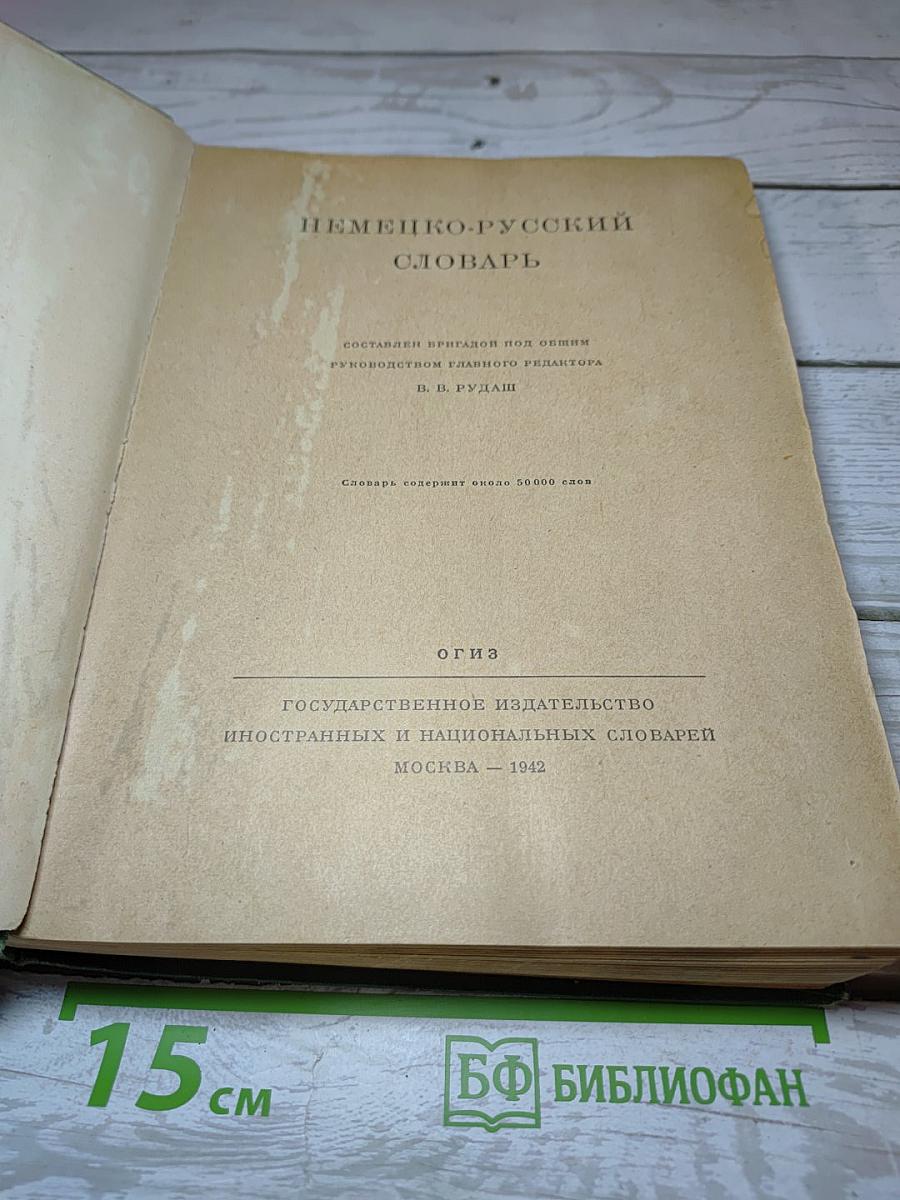 НЕМЕЦКО-РУССКИЙ
СЛОВАРЬ
СОСТАВЛЕН БРИГАДОЙ ПОД ОБЩИМ
РУКОВОДСТВОМ ГЛАВНОГО РЕДАКТОРА
В. В. РУДАШ
Словарь содержит около 50 000 слов
ОГИЗ
ГОСУДАРСТВЕННОЕ ИЗДАТЕЛЬСТВО
ИНОСТРАННЫХ И НАЦИОНАЛЬНЫХ СЛОВАРЕЙ
МОСКВА — 1942
15 см
БФ БИБЛИОФАН